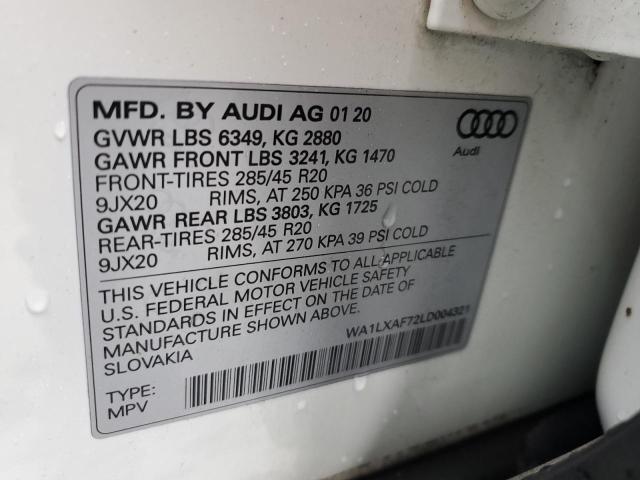 MFD. BY AUDI AG 01 20
GVWR LBS 6349, KG 2880
GAWR FRONT LBS 3241, KG 1470
FRONT-TIRES 285/45 R20
9JX20 RIMS, AT 250 KPA 36 PSI COLD
GAWR REAR LBS 3803, KG 1725
REAR-TIRES 285/45 R20
9JX20 RIMS, AT 270 KPA 39 PSI COLD
Audi
THIS VEHICLE CONFORMS TO ALL APPLICABLE
U.S. FEDERAL MOTOR VEHICLE SAFETY
STANDARDS IN EFFECT ON THE DATE OF
MANUFACTURE SHOWN ABOVE.
SLOVAKIA
WA1LXAF72LD004321
TYPE:
MPV